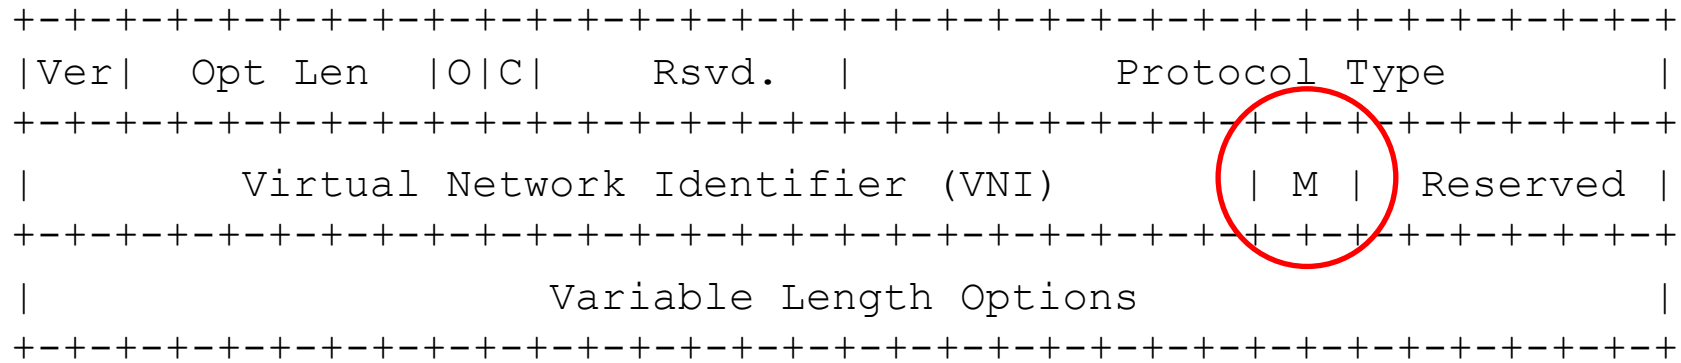 +-+-+-+-+-+-+-+-+-+-+-+-+-+-+-+-+-+-+-+-+-+-+-+-+-+-+-+-+-+-+-+-+
|Ver|  Opt Len  |O|C|    Rsvd.  |          Protocol Type        |
+-+-+-+-+-+-+-+-+-+-+-+-+-+-+-+-+-+-+-+-+-+-+-+-+-+-+-+-+-+-+-+-+
|        Virtual Network Identifier (VNI)       | M |  Reserved |
+-+-+-+-+-+-+-+-+-+-+-+-+-+-+-+-+-+-+-+-+-+-+-+-+-+-+-+-+-+-+-+-+
|                    Variable Length Options                    |
+-+-+-+-+-+-+-+-+-+-+-+-+-+-+-+-+-+-+-+-+-+-+-+-+-+-+-+-+-+-+-+-+